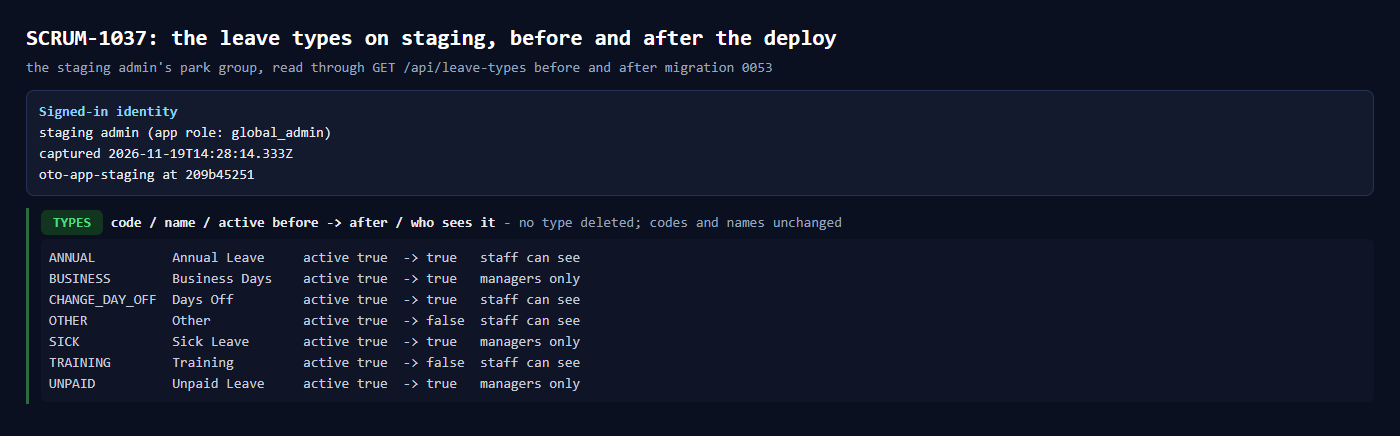 SCRUM-1037: the leave types on staging, before and after the deploy
the staging admin's park group, read through GET /api/leave-types before and after migration 0053
Signed-in identity
staging admin (app role: global_admin)
captured 2026-11-19T14:28:14.333Z
oto-app-staging at 209b45251
TYPES code / name / active before -> after / who sees it - no type deleted; codes and names unchanged
ANNUAL Annual Leave active true -> true staff can see
BUSINESS Business Days active true -> true managers only
CHANGE_DAY_OFF Days Off active true -> true staff can see
OTHER Other active true -> false staff can see
SICK Sick Leave active true -> true managers only
TRAINING Training active true -> false staff can see
UNPAID Unpaid Leave active true -> true managers only